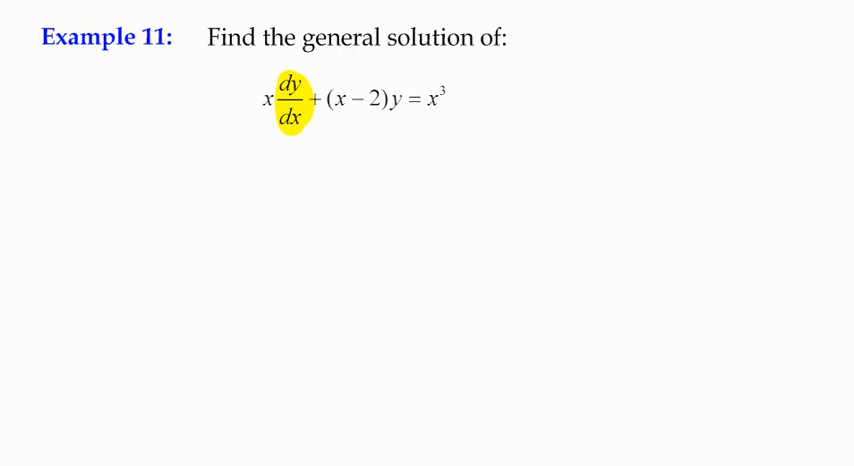 Example 11: Find the general solution of:
x dy/dx + (x − 2)y = x³